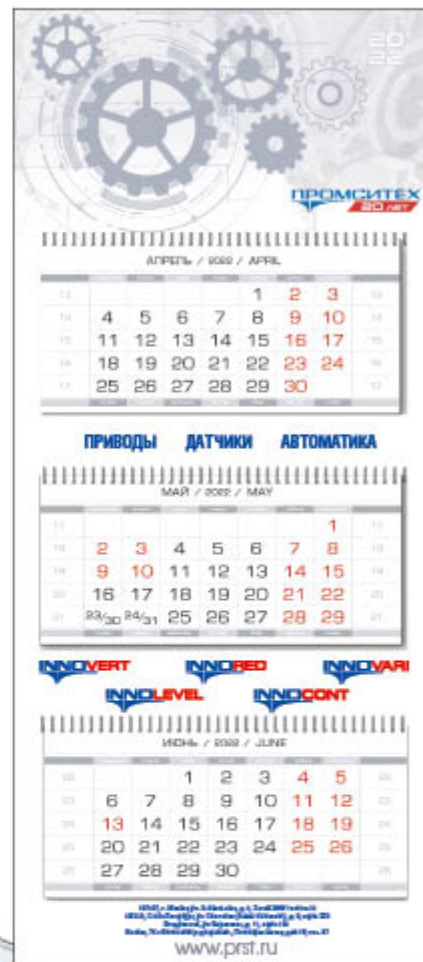 20
22
ПРОМСИТЕХ
20 лет
АПРЕЛЬ / 2022 / APRIL
1 2 3
4 5 6 7 8 9 10
11 12 13 14 15 16 17
18 19 20 21 22 23 24
25 26 27 28 29 30
ПРИВОДЫ ДАТЧИКИ АВТОМАТИКА
МАЙ / 2022 / MAY
1
2 3 4 5 6 7 8
9 10 11 12 13 14 15
16 17 18 19 20 21 22
23/30 24/31 25 26 27 28 29
INNOVERT INNORED INNOVARI
INNOLEVEL INNOCONT
ИЮНЬ / 2022 / JUNE
1 2 3 4 5
6 7 8 9 10 11 12
13 14 15 16 17 18 19
20 21 22 23 24 25 26
27 28 29 30
www.prst.ru